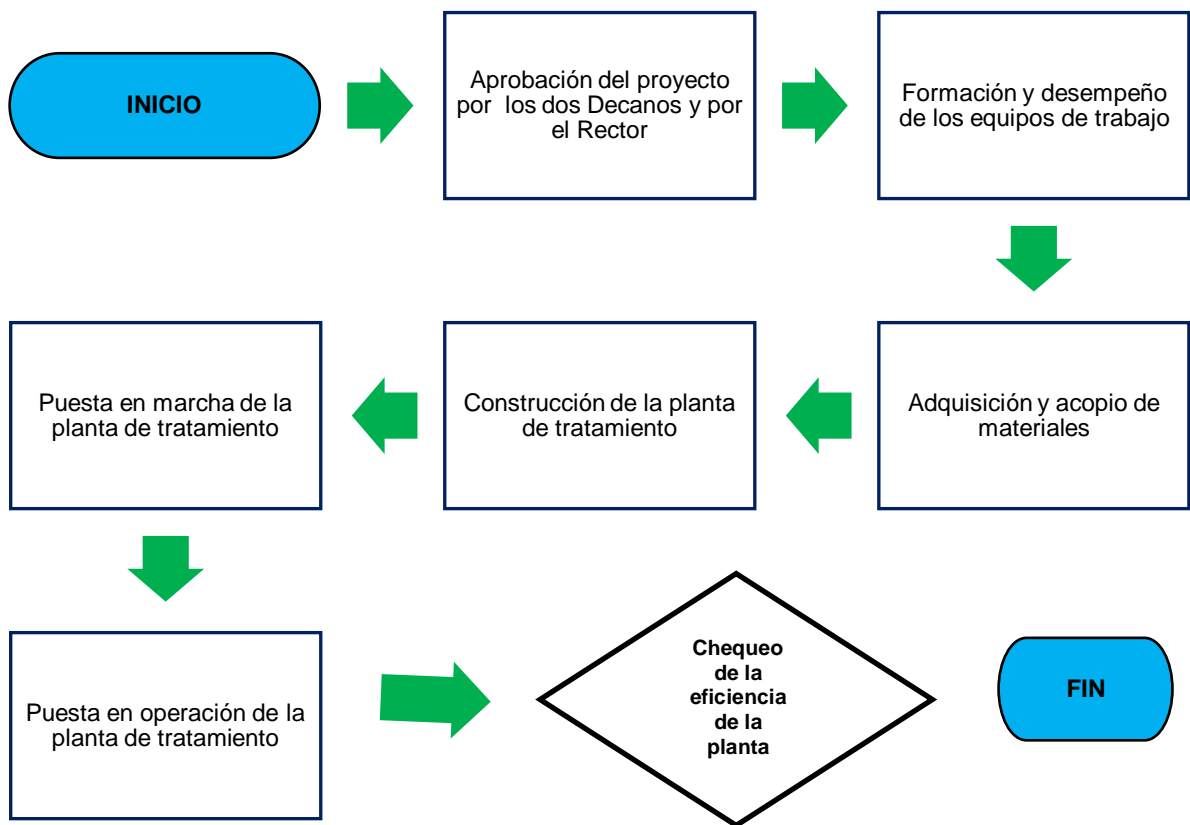 INICIO
Aprobación del proyecto
por los dos Decanos y por
el Rector
Formación y desempeño
de los equipos de trabajo
Adquisición y acopio de
materiales
Construcción de la planta
de tratamiento
Puesta en marcha de la
planta de tratamiento
Puesta en operación de la
planta de tratamiento
Chequeo
de la
eficiencia
de la
planta
FIN